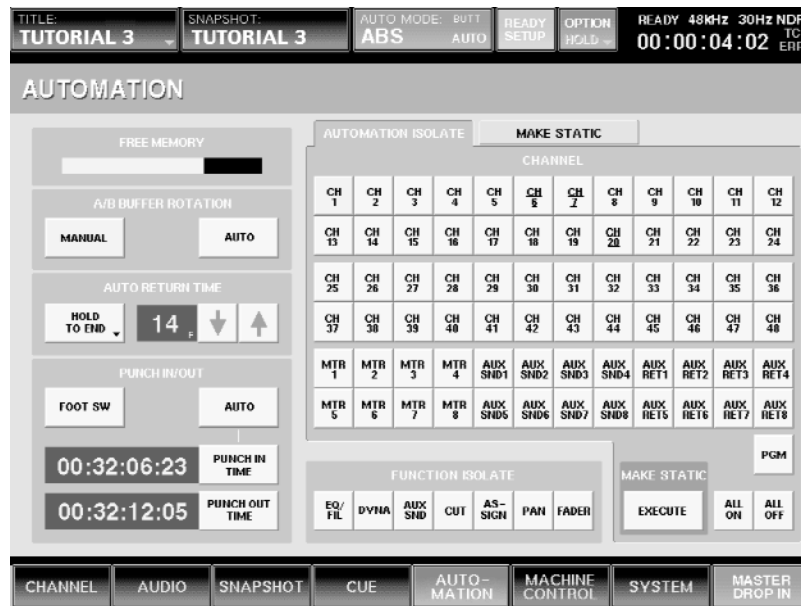 TITLE: SNAPSHOT: AUTO MODE: BUTT READY SETUP OPTION HOLD READY 48KHz 30Hz NDF
TUTORIAL 3 TUTORIAL 3 ABS AUTO 00:00:04:02 TC ERR
AUTOMATION
FREE MEMORY
A/B BUFFER ROTATION
MANUAL AUTO
AUTO RETURN TIME
HOLD TO END 14 F
PUNCH IN/OUT
FOOT SW AUTO
00:32:06:23 PUNCH IN TIME
00:32:12:05 PUNCH OUT TIME
AUTOMATION ISOLATE MAKE STATIC
CHANNEL
CH 1 CH 2 CH 3 CH 4 CH 5 CH 6 CH 7 CH 8 CH 9 CH 10 CH 11 CH 12
CH 13 CH 14 CH 15 CH 16 CH 17 CH 18 CH 19 CH 20 CH 21 CH 22 CH 23 CH 24
CH 25 CH 26 CH 27 CH 28 CH 29 CH 30 CH 31 CH 32 CH 33 CH 34 CH 35 CH 36
CH 37 CH 38 CH 39 CH 40 CH 41 CH 42 CH 43 CH 44 CH 45 CH 46 CH 47 CH 48
MTR 1 MTR 2 MTR 3 MTR 4 AUX SND1 AUX SND2 AUX SND3 AUX SND4 AUX RET1 AUX RET2 AUX RET3 AUX RET4
MTR 5 MTR 6 MTR 7 MTR 8 AUX SND5 AUX SND6 AUX SND7 AUX SND8 AUX RET5 AUX RET6 AUX RET7 AUX RET8
PGM
FUNCTION ISOLATE
EQ/FIL DYNA AUX SND CUT AS-SIGN PAN FADER
MAKE STATIC
EXECUTE ALL ON ALL OFF
CHANNEL AUDIO SNAPSHOT CUE AUTO-MATION MACHINE CONTROL SYSTEM MASTER DROP IN